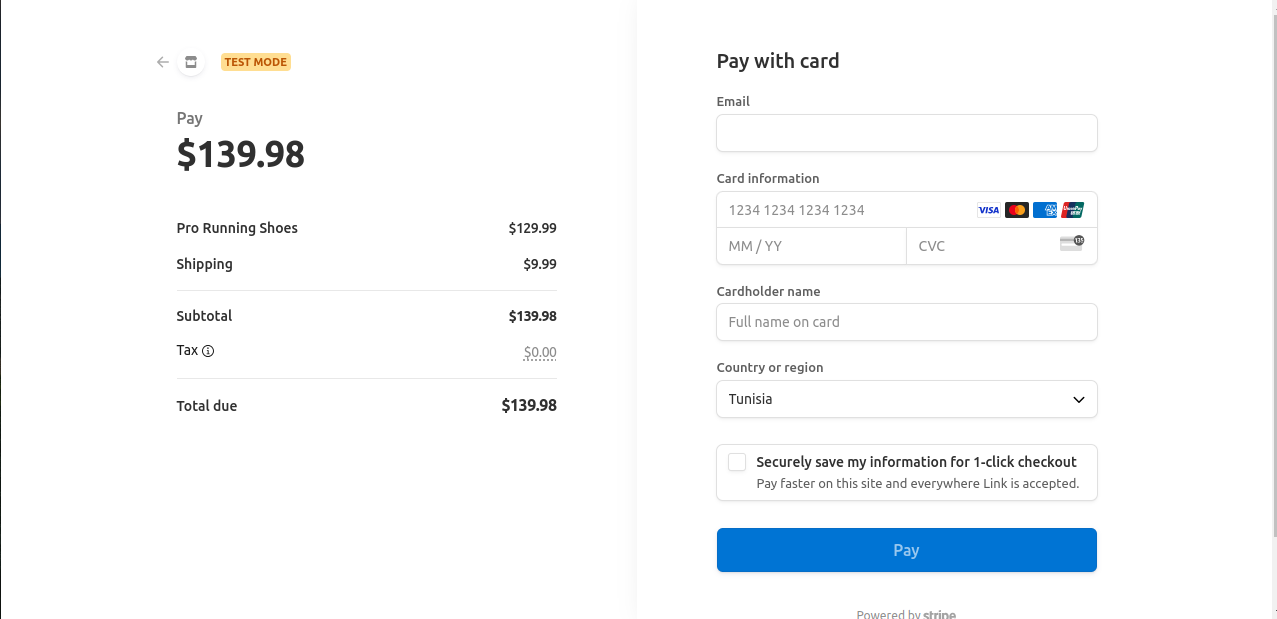 TEST MODE
Pay
$139.98
Pro Running Shoes $129.99
Shipping $9.99
Subtotal $139.98
Tax $0.00
Total due $139.98
Pay with card
Email
Card information
1234 1234 1234 1234 VISA
MM / YY CVC
Cardholder name
Full name on card
Country or region
Tunisia
Securely save my information for 1-click checkout
Pay faster on this site and everywhere Link is accepted.
Pay
Powered by stripe